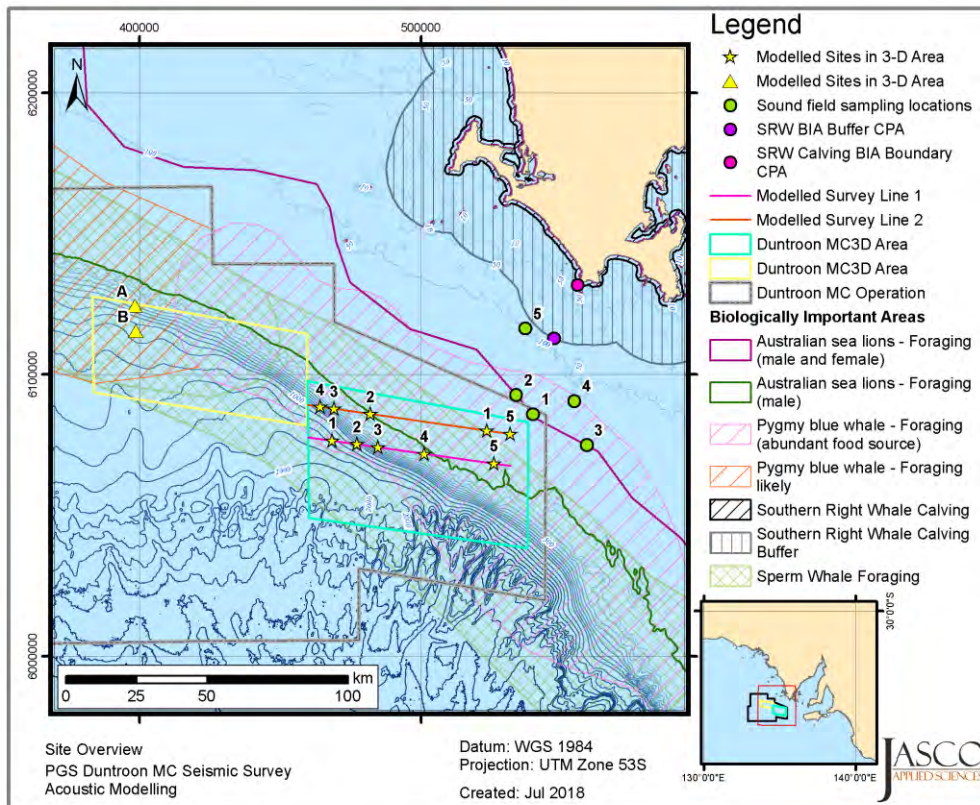 400000
500000
N
6200000
6100000
6000000
A
B
5
2
1
4
3
4
3
2
1
5
1
2
3
4
5
100
1000
2000
km
0
25
50
100
Legend
Modelled Sites in 3-D Area
Modelled Sites in 3-D Area
Sound field sampling locations
SRW BIA Buffer CPA
SRW Calving BIA Boundary
CPA
Modelled Survey Line 1
Modelled Survey Line 2
Duntroon MC3D Area
Duntroon MC3D Area
Duntroon MC Operation
Biologically Important Areas
Australian sea lions - Foraging
(male and female)
Australian sea lions - Foraging
(male)
Pygmy blue whale - Foraging
(abundant food source)
Pygmy blue whale - Foraging
likely
Southern Right Whale Calving
Southern Right Whale Calving
Buffer
Sperm Whale Foraging
30°0'0"S
130°0'0"E
140°0'0"E
Site Overview
PGS Duntroon MC Seismic Survey
Acoustic Modelling
Datum: WGS 1984
Projection: UTM Zone 53S
Created: Jul 2018
JASCO
APPLIED SCIENCES